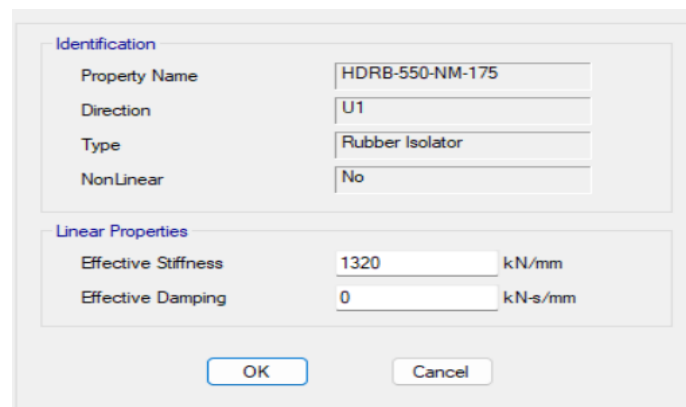 Identification
Property Name HDRB-550-NM-175
Direction U1
Type Rubber Isolator
NonLinear No
Linear Properties
Effective Stiffness 1320 kN/mm
Effective Damping 0 kN-s/mm
OK Cancel